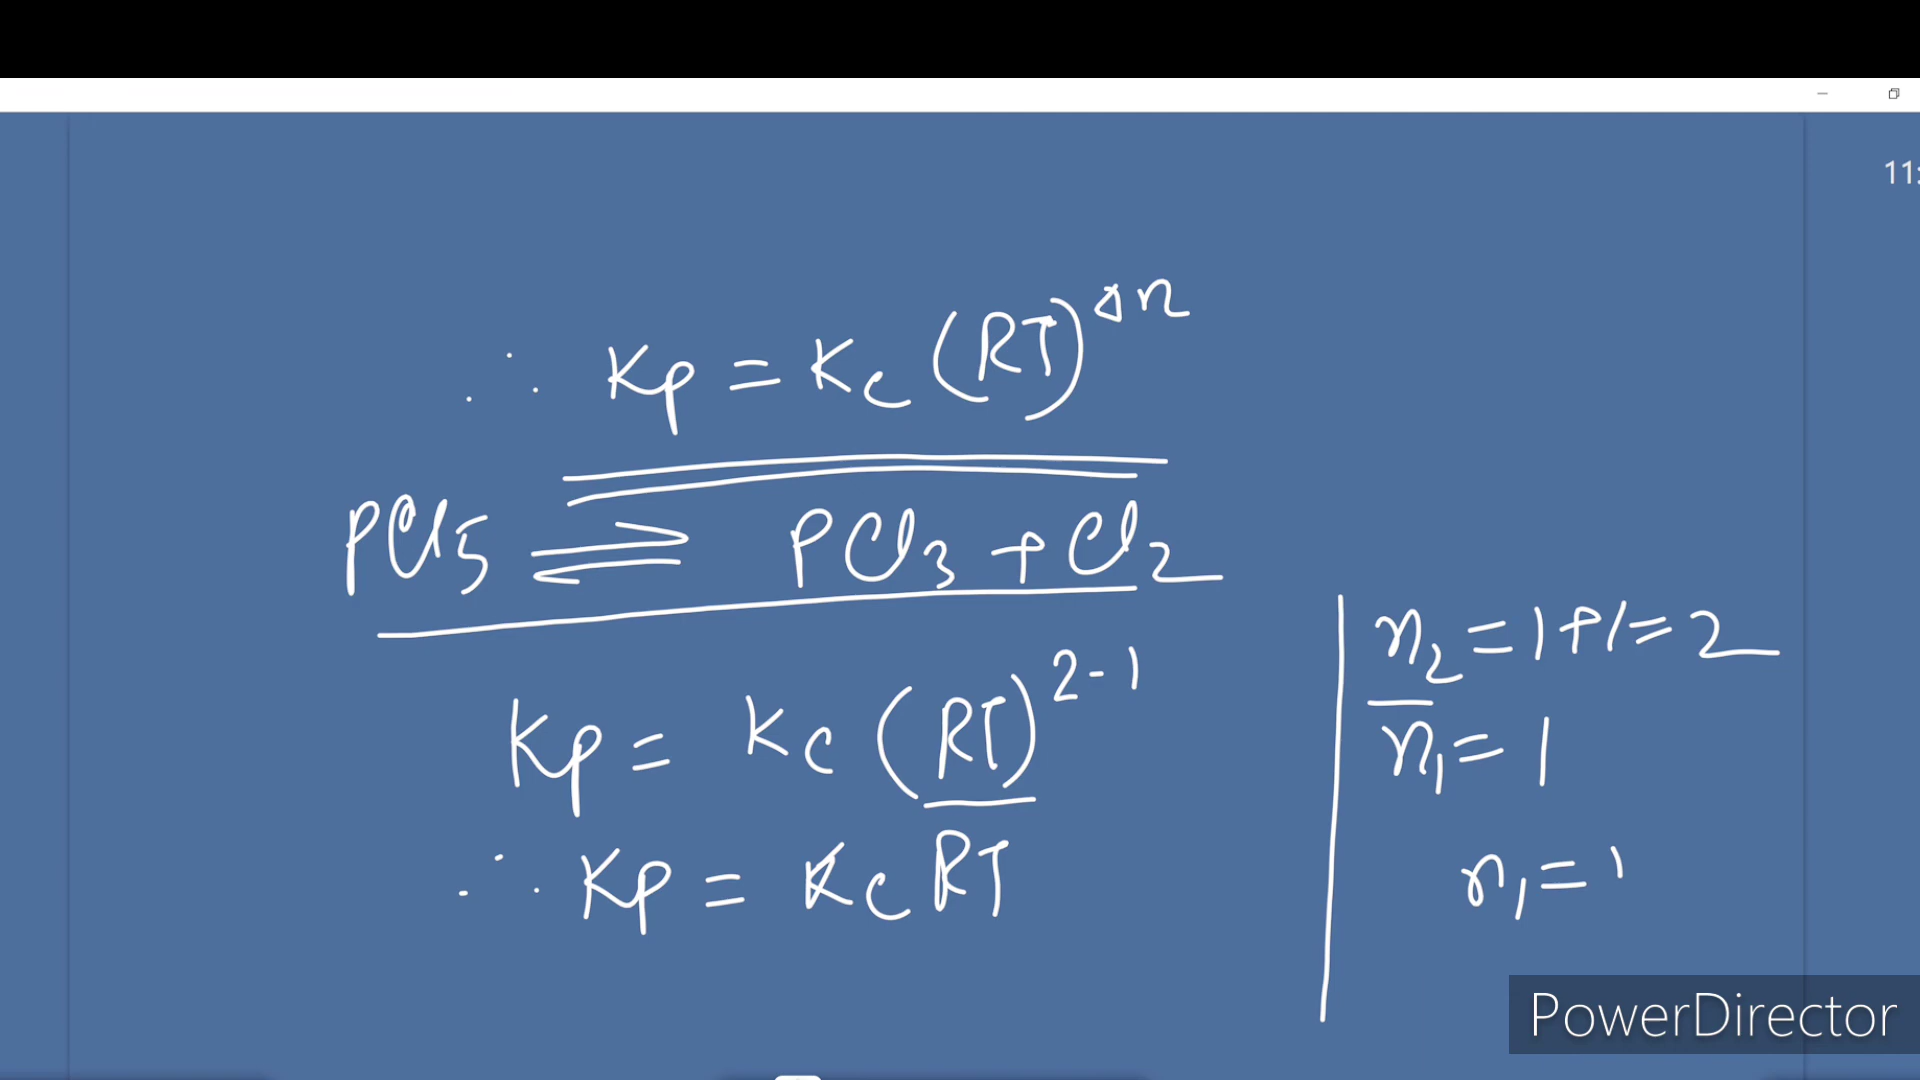 11:
∴ Kp = Kc (RT)^Δn
PCl5 ⇌ PCl3 + Cl2
n2 = 1+1 = 2
Kp = Kc (RT)^2-1
n1 = 1
∴ Kp = Kc RT
n1 = 1
PowerDirector